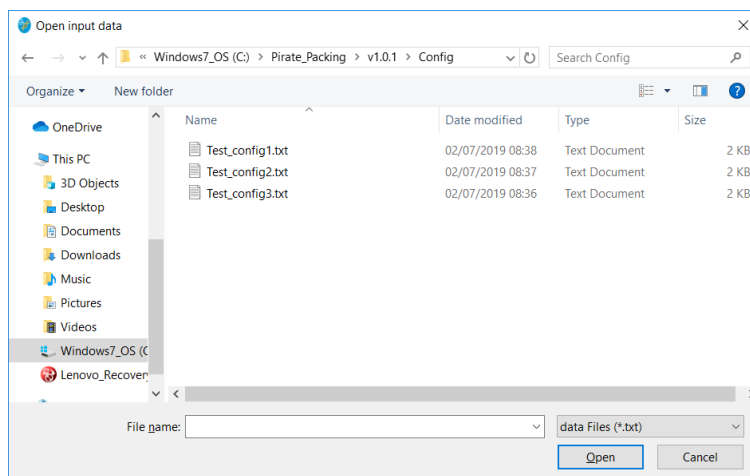 Open input data
« Windows7_OS (C:) > Pirate_Packing > v1.0.1 > Config
Search Config
Organize
New folder
Name Date modified Type Size
OneDrive
This PC
3D Objects
Desktop
Documents
Downloads
Music
Pictures
Videos
Windows7_OS (C
Lenovo_Recovery
Test_config1.txt 02/07/2019 08:38 Text Document 2 KB
Test_config2.txt 02/07/2019 08:37 Text Document 2 KB
Test_config3.txt 02/07/2019 08:36 Text Document 2 KB
File name:
data Files (*.txt)
Open
Cancel